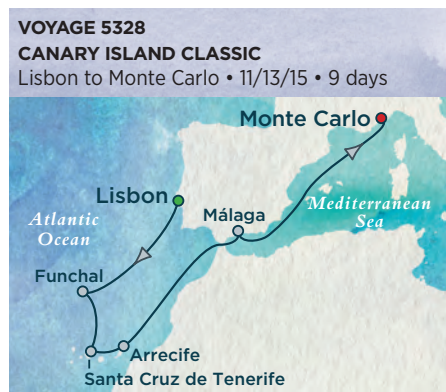 VOYAGE 5328
CANARY ISLAND CLASSIC
Lisbon to Monte Carlo • 11/13/15 • 9 days
Monte Carlo
Lisbon
Atlantic
Ocean
Málaga
Mediterranean
Sea
Funchal
Arrecife
Santa Cruz de Tenerife